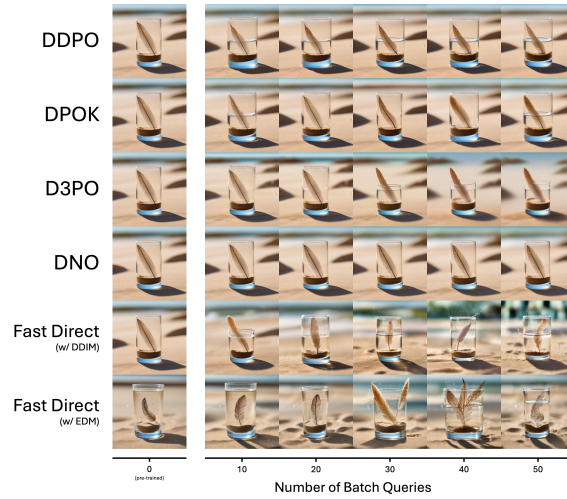 DDPO
DPOK
D3PO
DNO
Fast Direct
(w/ DDIM)
Fast Direct
(w/ EDM)
0 10 20 30 40 50
(pre-trained)
Number of Batch Queries